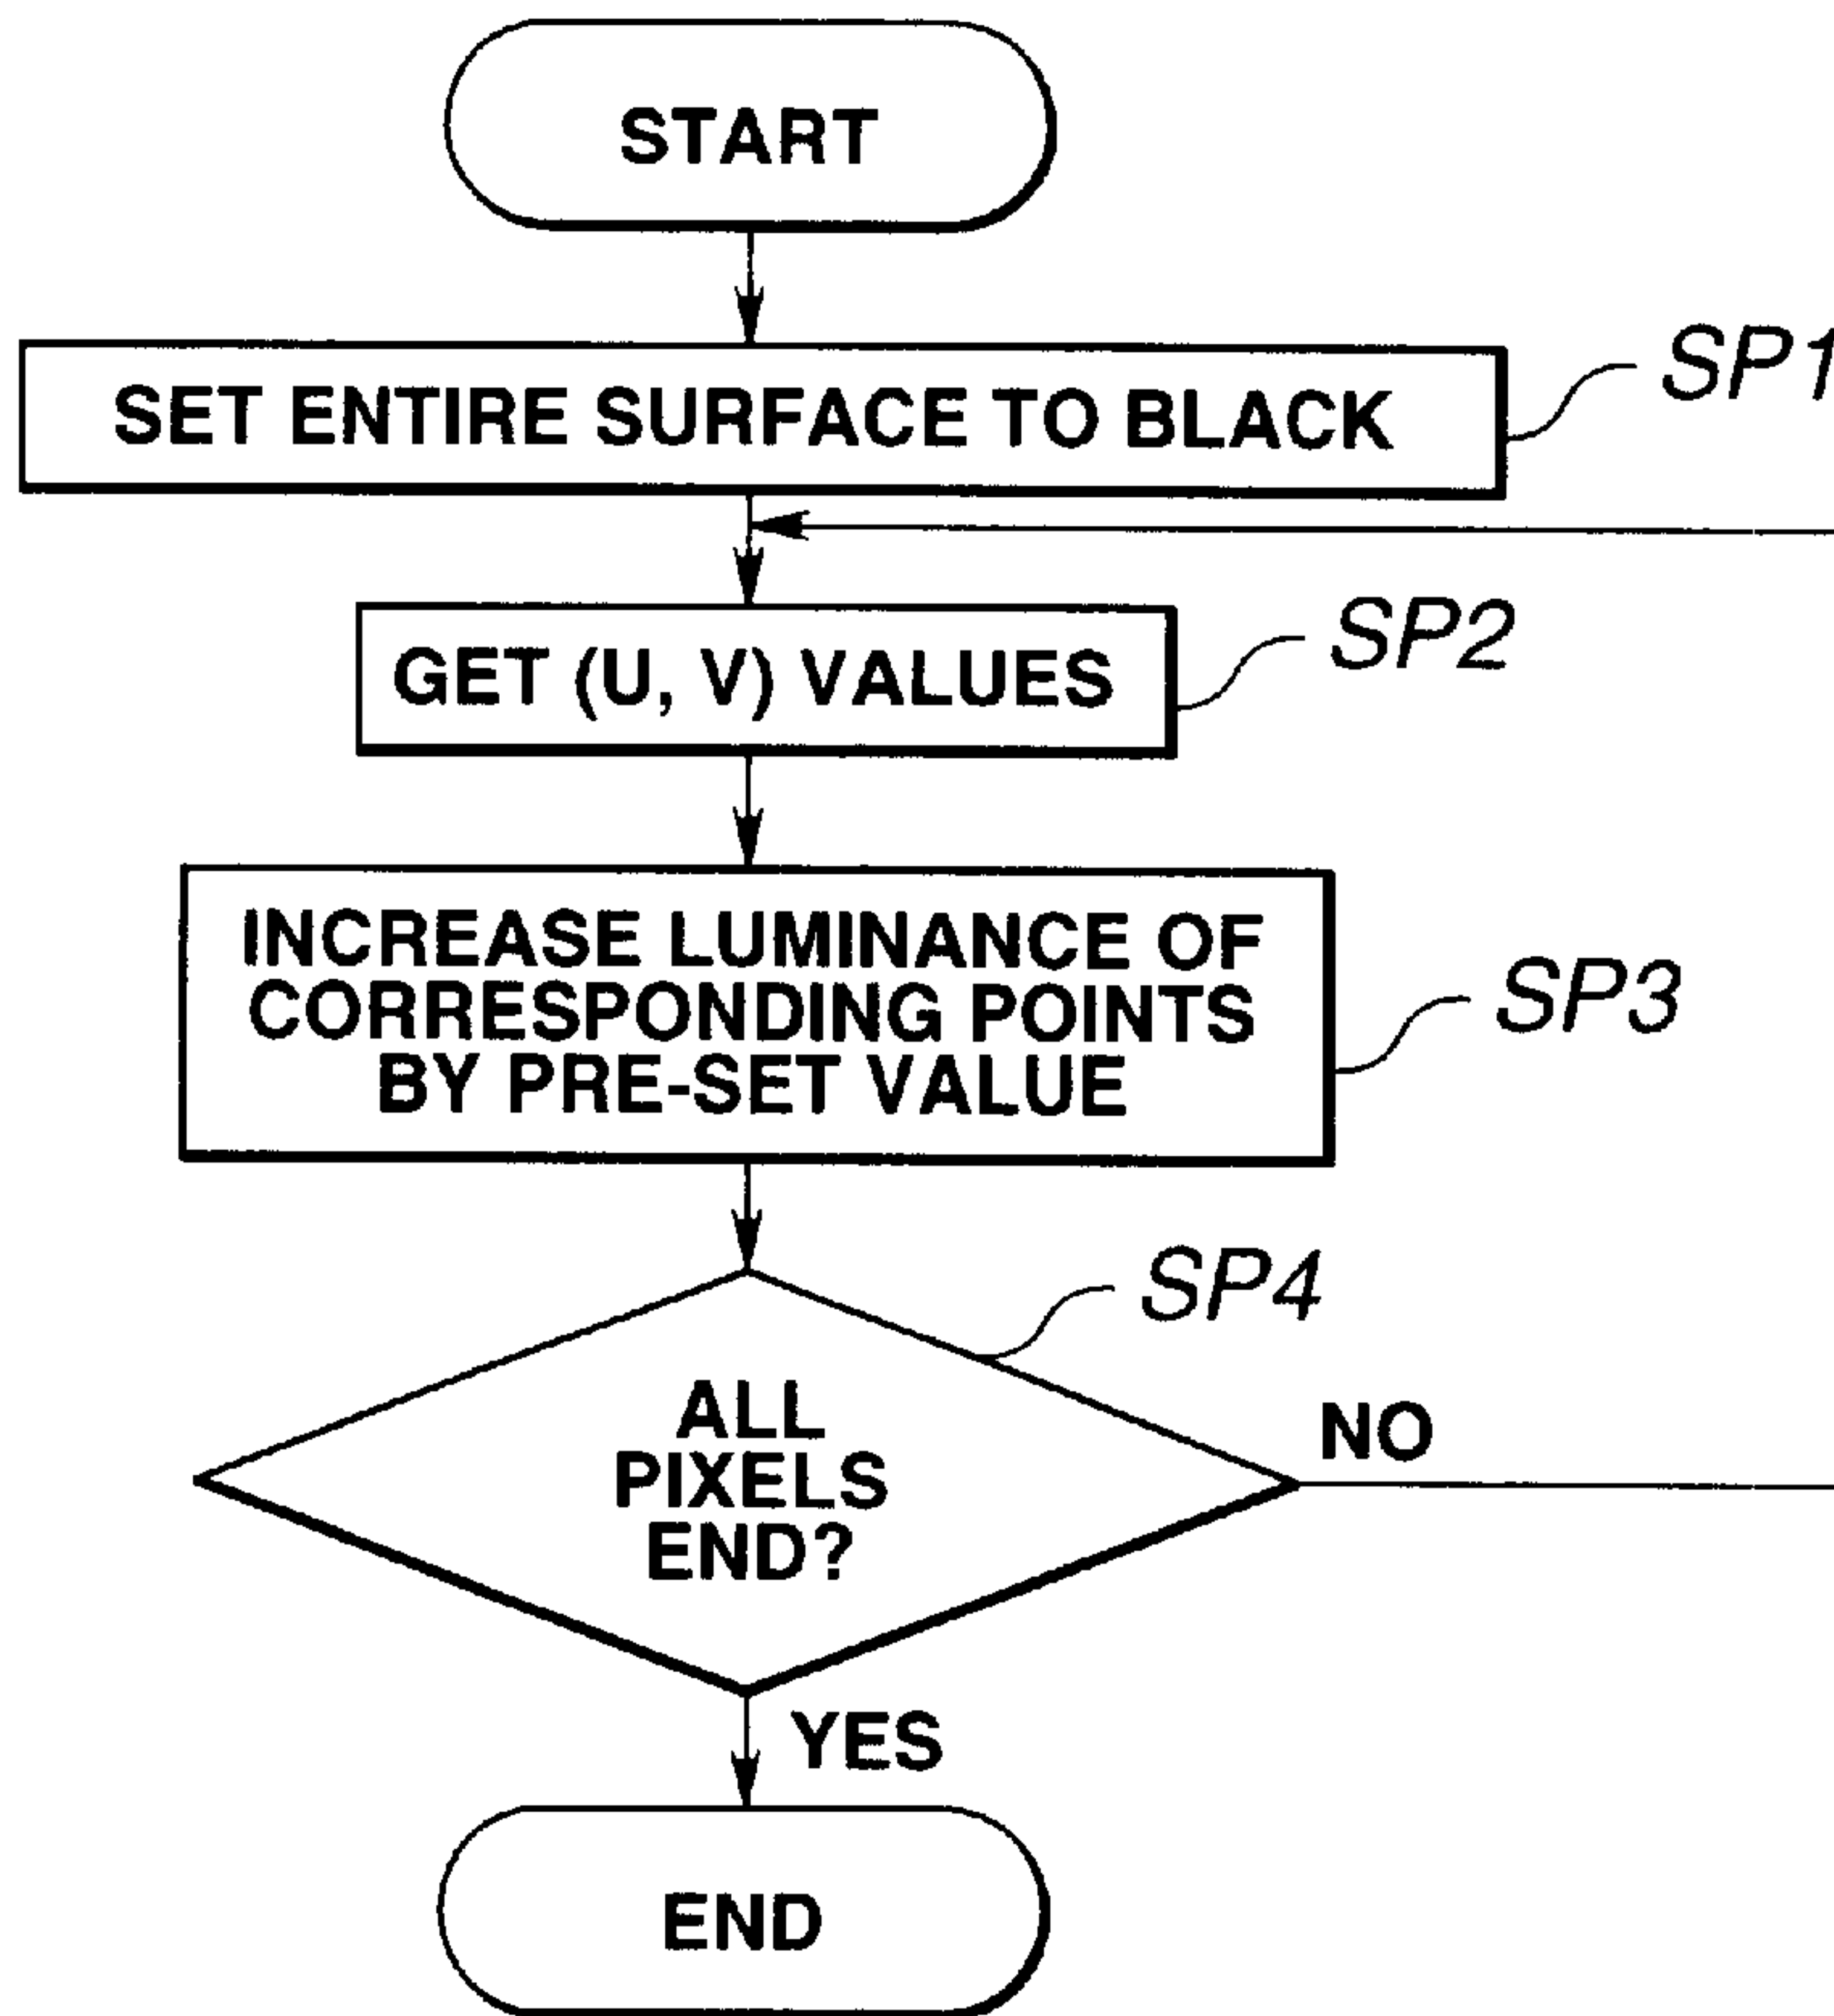 START
SET ENTIRE SURFACE TO BLACK
SP1
GET (U, V) VALUES
SP2
INCREASE LUMINANCE OF
CORRESPONDING POINTS
BY PRE-SET VALUE
SP3
SP4
ALL
PIXELS
END?
NO
YES
END